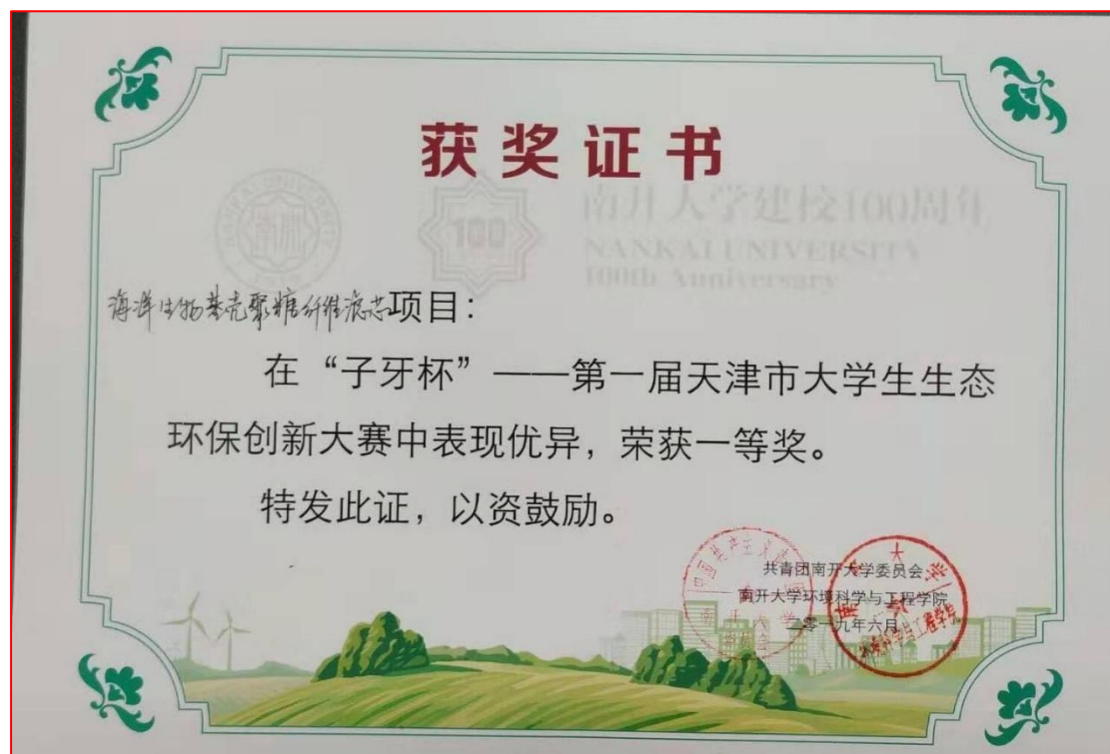 获奖证书
南开大学建校100周年
NANKAI UNIVERSITY
100 100th Anniversary
海洋生物基壳聚糖纤维滤芯项目：
在“子牙杯”——第一届天津市大学生生态
环保创新大赛中表现优异，荣获一等奖。
特发此证，以资鼓励。
共青团南开大学委员会
南开大学环境科学与工程学院
二零一九年六月